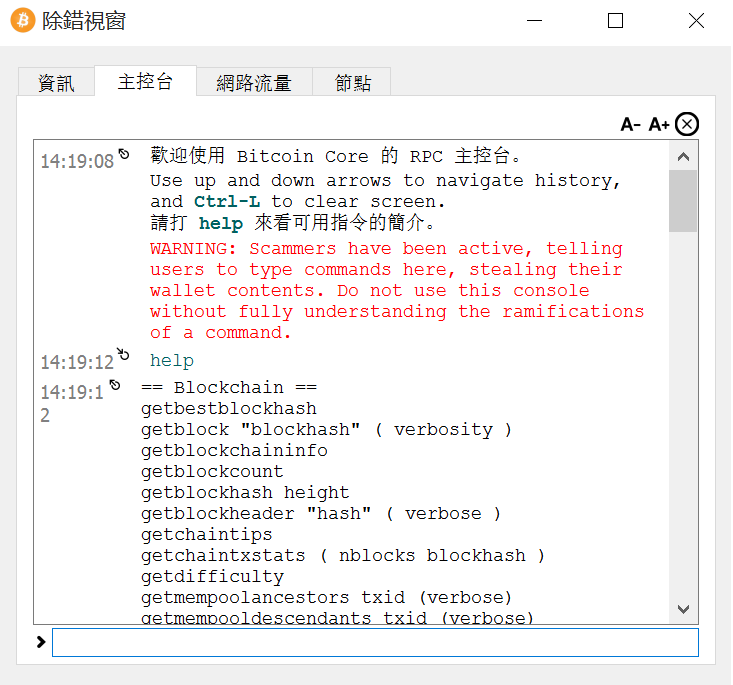 除錯視窗
資訊 主控台 網路流量 節點
A- A+
14:19:08 歡迎使用 Bitcoin Core 的 RPC 主控台。
Use up and down arrows to navigate history,
and Ctrl-L to clear screen.
請打 help 來看可用指令的簡介。
WARNING: Scammers have been active, telling
users to type commands here, stealing their
wallet contents. Do not use this console
without fully understanding the ramifications
of a command.
14:19:12 help
14:19:1 == Blockchain ==
2 getbestblockhash
getblock "blockhash" ( verbosity )
getblockchaininfo
getblockcount
getblockhash height
getblockheader "hash" ( verbose )
getchaintips
getchaintxstats ( nblocks blockhash )
getdifficulty
getmempoolancestors txid (verbose)
getmempooldescendants txid (verbose)